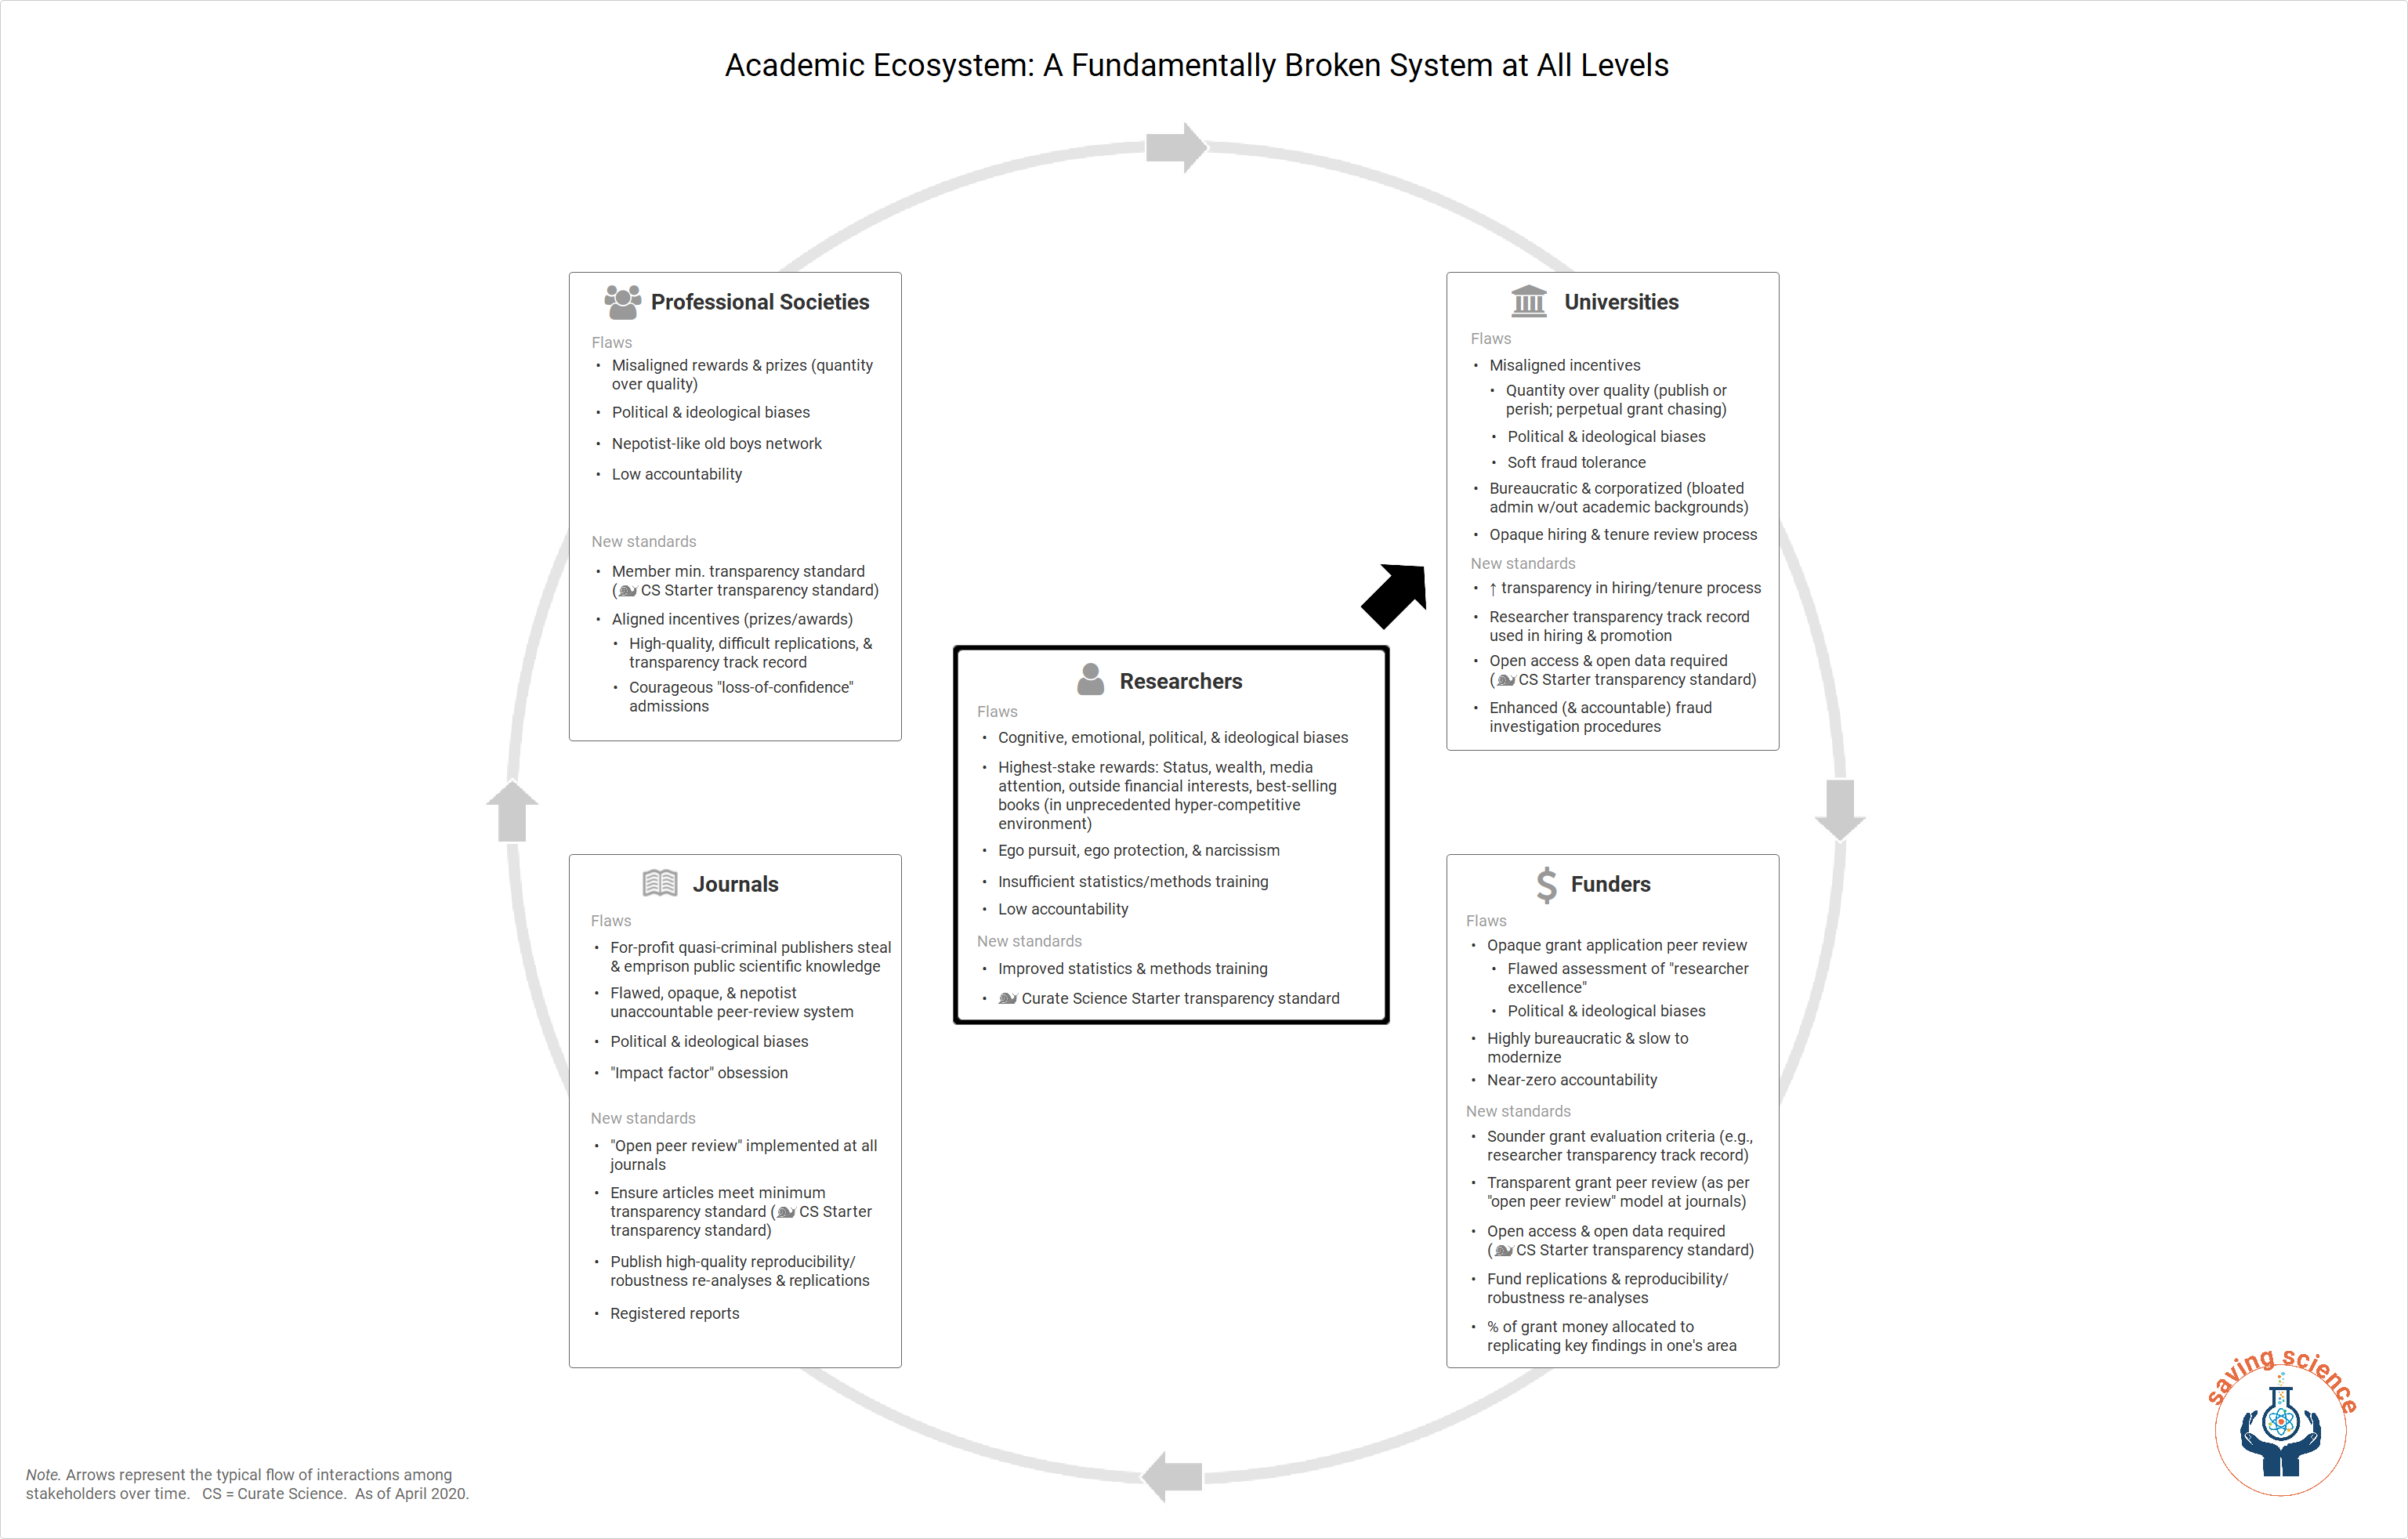 Academic Ecosystem: A Fundamentally Broken System at All Levels
Professional Societies
Flaws
• Misaligned rewards & prizes (quantity
over quality)
• Political & ideological biases
• Nepotist-like old boys network
• Low accountability
New standards
• Member min. transparency standard
( CS Starter transparency standard)
• Aligned incentives (prizes/awards)
• High-quality, difficult replications, &
transparency track record
• Courageous "loss-of-confidence"
admissions
Universities
Flaws
• Misaligned incentives
• Quantity over quality (publish or
perish; perpetual grant chasing)
• Political & ideological biases
• Soft fraud tolerance
• Bureaucratic & corporatized (bloated
admin w/out academic backgrounds)
• Opaque hiring & tenure review process
New standards
• ↑ transparency in hiring/tenure process
• Researcher transparency track record
used in hiring & promotion
• Open access & open data required
( CS Starter transparency standard)
• Enhanced (& accountable) fraud
investigation procedures
Researchers
Flaws
• Cognitive, emotional, political, & ideological biases
• Highest-stake rewards: Status, wealth, media
attention, outside financial interests, best-selling
books (in unprecedented hyper-competitive
environment)
• Ego pursuit, ego protection, & narcissism
• Insufficient statistics/methods training
• Low accountability
New standards
• Improved statistics & methods training
• Curate Science Starter transparency standard
Journals
Flaws
• For-profit quasi-criminal publishers steal
& emprison public scientific knowledge
• Flawed, opaque, & nepotist
unaccountable peer-review system
• Political & ideological biases
• "Impact factor" obsession
New standards
• "Open peer review" implemented at all
journals
• Ensure articles meet minimum
transparency standard ( CS Starter
transparency standard)
• Publish high-quality reproducibility/
robustness re-analyses & replications
• Registered reports
$ Funders
Flaws
• Opaque grant application peer review
• Flawed assessment of "researcher
excellence"
• Political & ideological biases
• Highly bureaucratic & slow to
modernize
• Near-zero accountability
New standards
• Sounder grant evaluation criteria (e.g.,
researcher transparency track record)
• Transparent grant peer review (as per
"open peer review" model at journals)
• Open access & open data required
( CS Starter transparency standard)
• Fund replications & reproducibility/
robustness re-analyses
• % of grant money allocated to
replicating key findings in one's area
saving science
Note. Arrows represent the typical flow of interactions among
stakeholders over time. CS = Curate Science. As of April 2020.